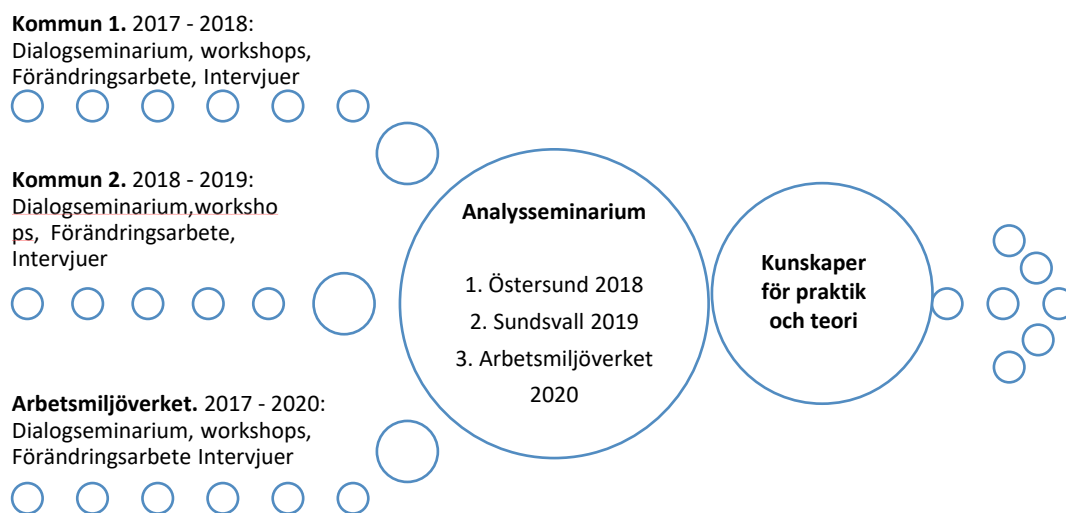 Kommun 1. 2017 - 2018:
Dialogseminarium, workshops,
Förändringsarbete, Intervjuer
Kommun 2. 2018 - 2019:
Dialogseminarium,worksho
ps, Förändringsarbete,
Intervjuer
Arbetsmiljöverket. 2017 - 2020:
Dialogseminarium, workshops,
Förändringsarbete Intervjuer
Analysseminarium
1. Östersund 2018
2. Sundsvall 2019
3. Arbetsmiljöverket
2020
Kunskaper
för praktik
och teori